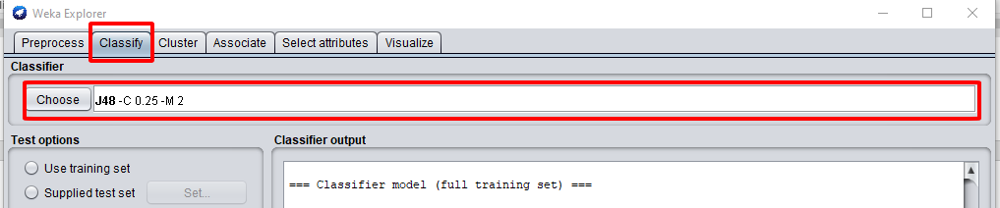 Weka Explorer
Preprocess Classify Cluster Associate Select attributes Visualize
Classifier
Choose J48 -C 0.25 -M 2
Test options
Use training set
Supplied test set Set...
Classifier output
=== Classifier model (full training set) ===